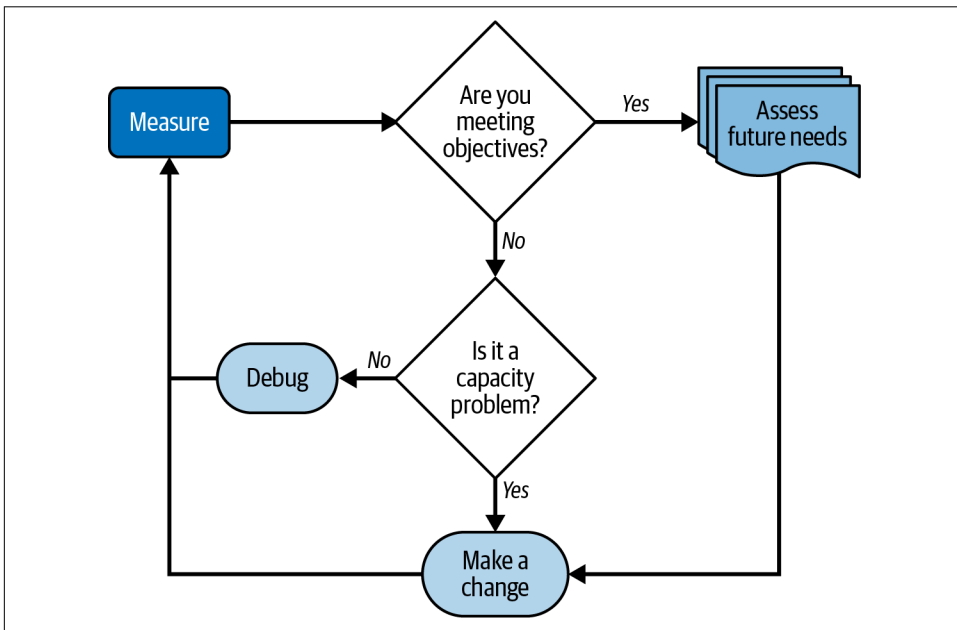 Measure
Are you
meeting
objectives?
Yes
Assess
future needs
No
Is it a
capacity
problem?
No
Debug
Yes
Make a
change